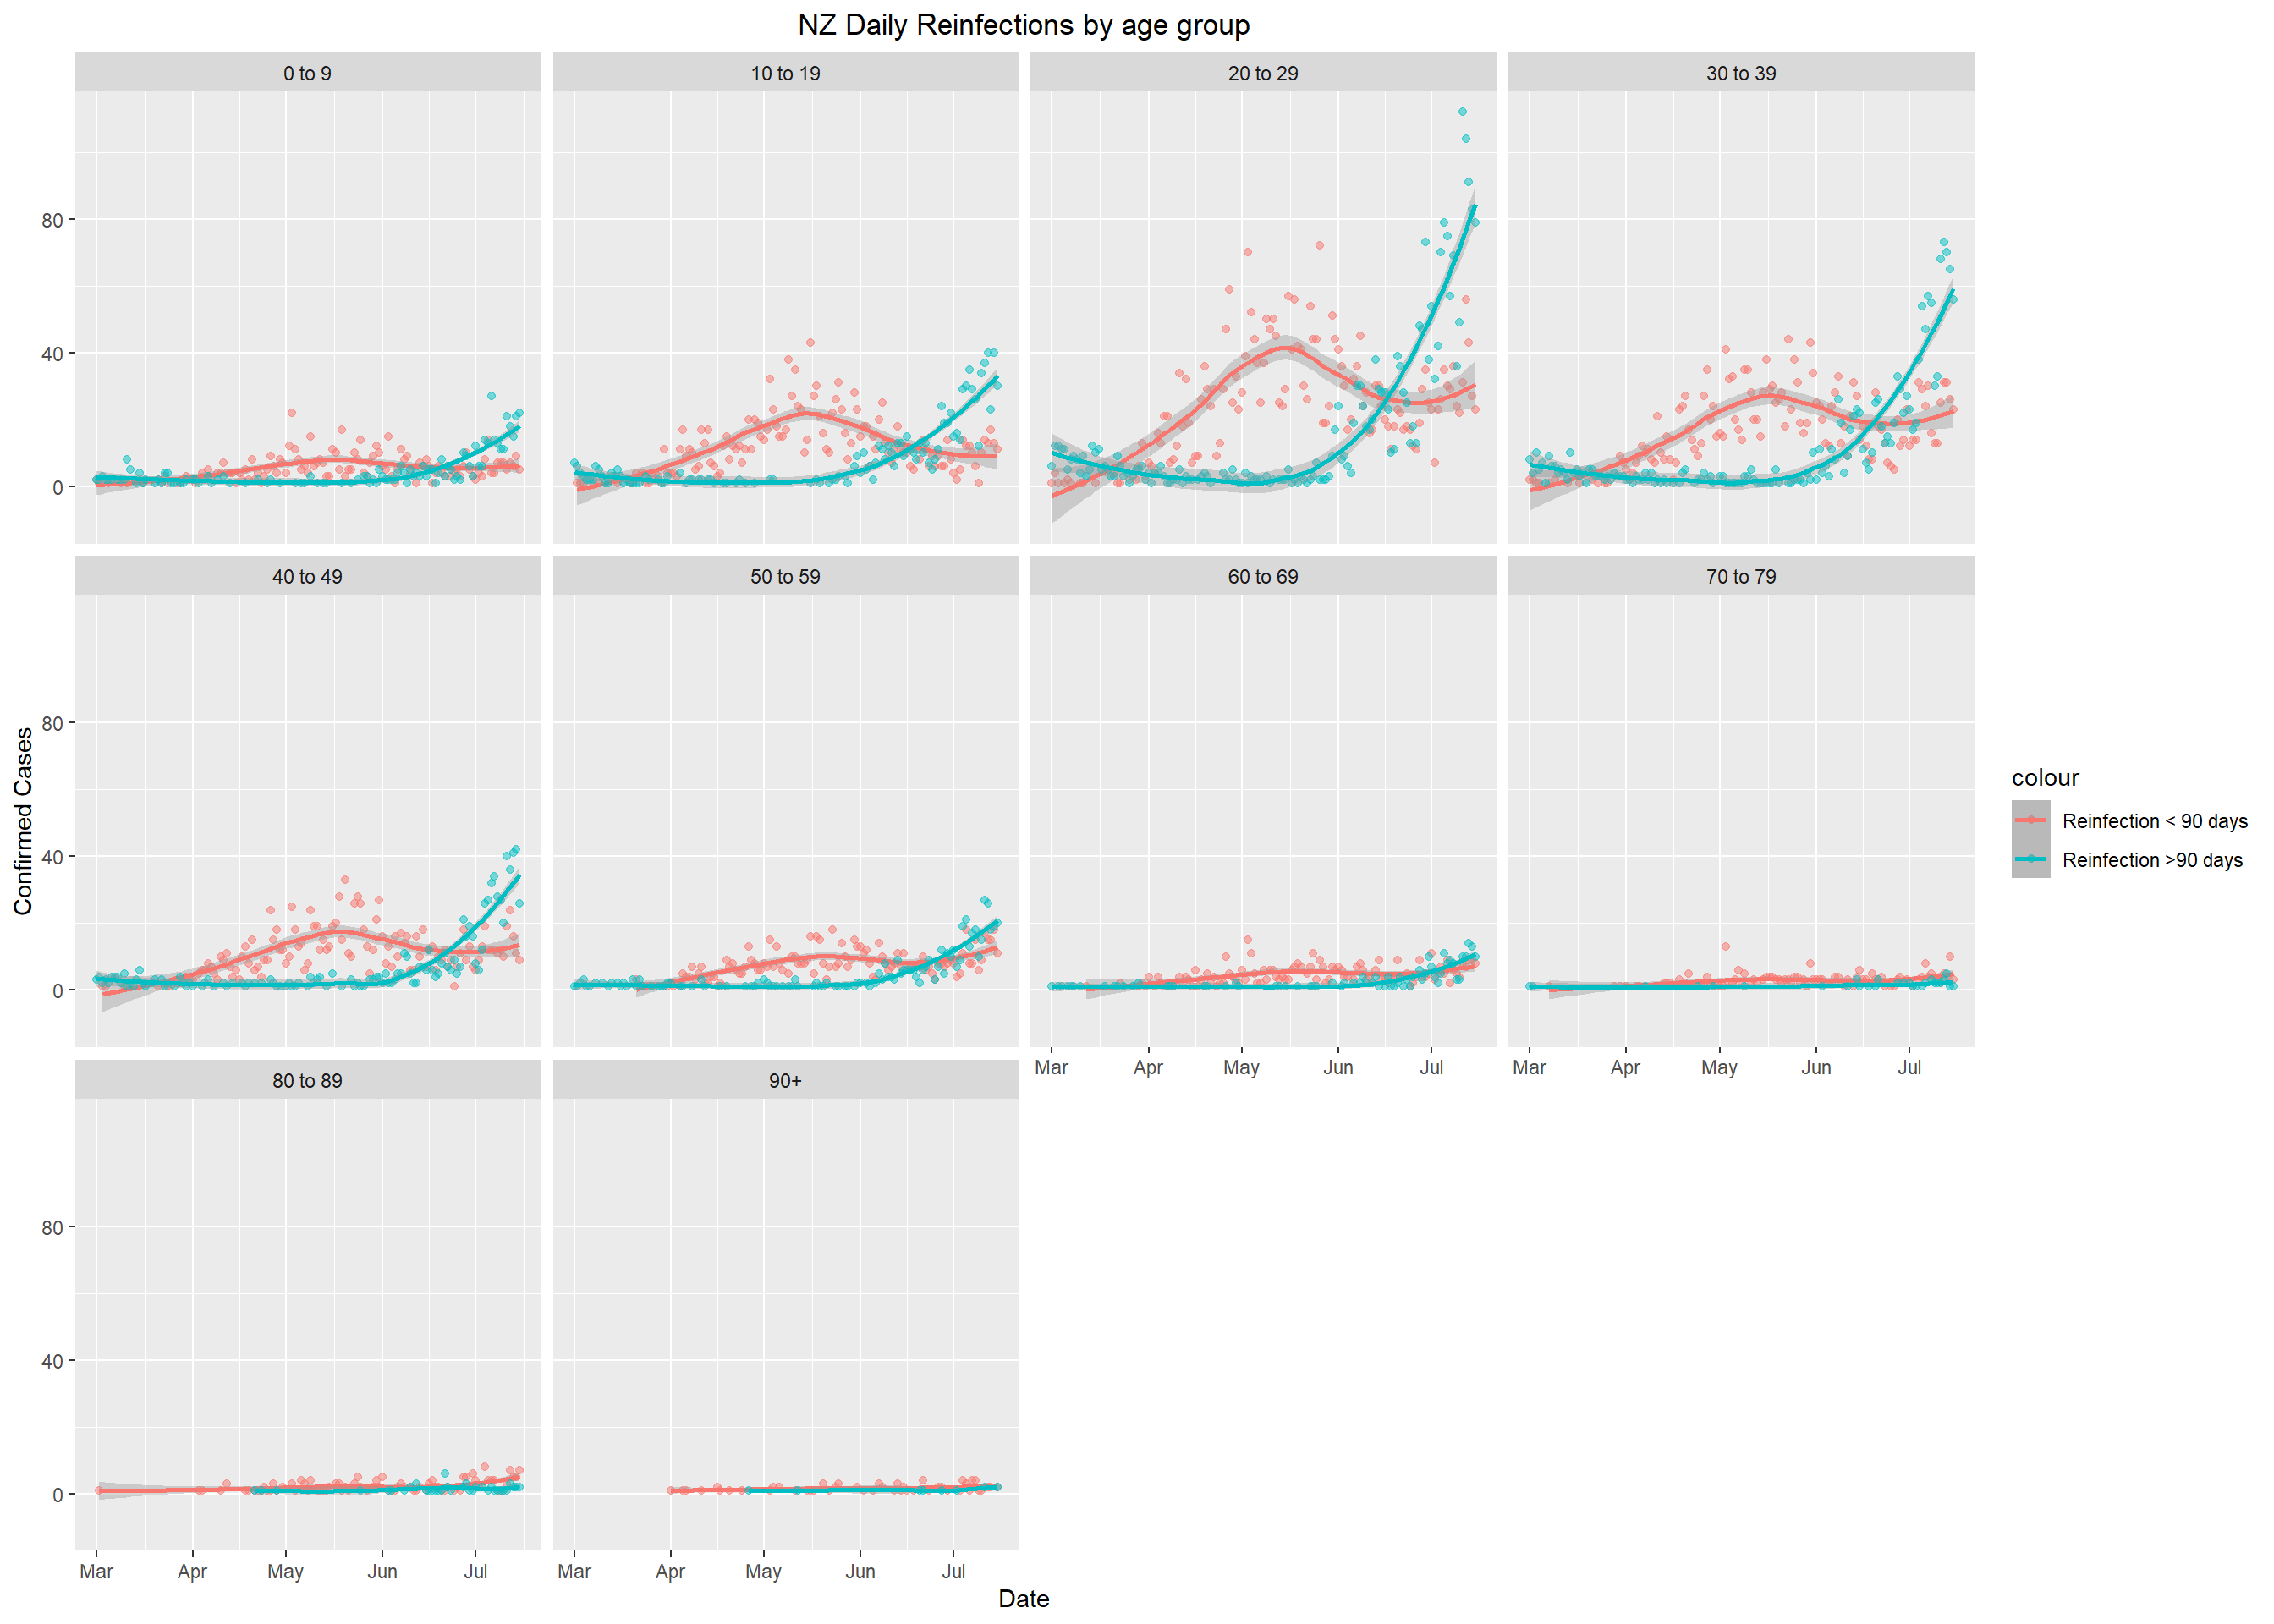 NZ Daily Reinfections by age group
0 to 9
10 to 19
20 to 29
30 to 39
80
40
0
40 to 49
50 to 59
60 to 69
70 to 79
80
40
0
Confirmed Cases
colour
Reinfection < 90 days
Reinfection >90 days
Mar Apr May Jun Jul
Mar Apr May Jun Jul
80 to 89
90+
80
40
0
Mar Apr May Jun Jul
Mar Apr May Jun Jul
Date